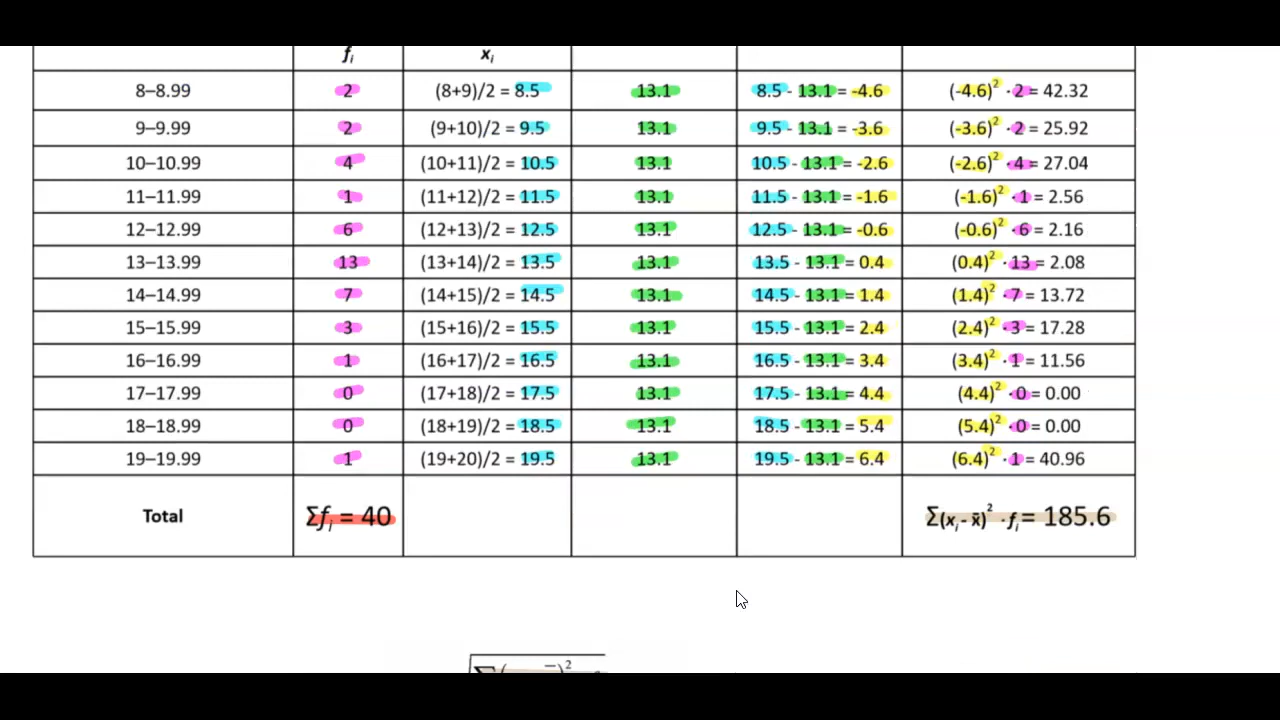 fi xi
8–8.99 2 (8+9)/2 = 8.5 13.1 8.5 - 13.1 = -4.6 (-4.6)² · 2 = 42.32
9–9.99 2 (9+10)/2 = 9.5 13.1 9.5 - 13.1 = -3.6 (-3.6)² · 2 = 25.92
10–10.99 4 (10+11)/2 = 10.5 13.1 10.5 - 13.1 = -2.6 (-2.6)² · 4 = 27.04
11–11.99 1 (11+12)/2 = 11.5 13.1 11.5 - 13.1 = -1.6 (-1.6)² · 1 = 2.56
12–12.99 6 (12+13)/2 = 12.5 13.1 12.5 - 13.1 = -0.6 (-0.6)² · 6 = 2.16
13–13.99 13 (13+14)/2 = 13.5 13.1 13.5 - 13.1 = 0.4 (0.4)² · 13 = 2.08
14–14.99 7 (14+15)/2 = 14.5 13.1 14.5 - 13.1 = 1.4 (1.4)² · 7 = 13.72
15–15.99 3 (15+16)/2 = 15.5 13.1 15.5 - 13.1 = 2.4 (2.4)² · 3 = 17.28
16–16.99 1 (16+17)/2 = 16.5 13.1 16.5 - 13.1 = 3.4 (3.4)² · 1 = 11.56
17–17.99 0 (17+18)/2 = 17.5 13.1 17.5 - 13.1 = 4.4 (4.4)² · 0 = 0.00
18–18.99 0 (18+19)/2 = 18.5 13.1 18.5 - 13.1 = 5.4 (5.4)² · 0 = 0.00
19–19.99 1 (19+20)/2 = 19.5 13.1 19.5 - 13.1 = 6.4 (6.4)² · 1 = 40.96
Total Σfi = 40 Σ(xi - x̄)² · fi = 185.6